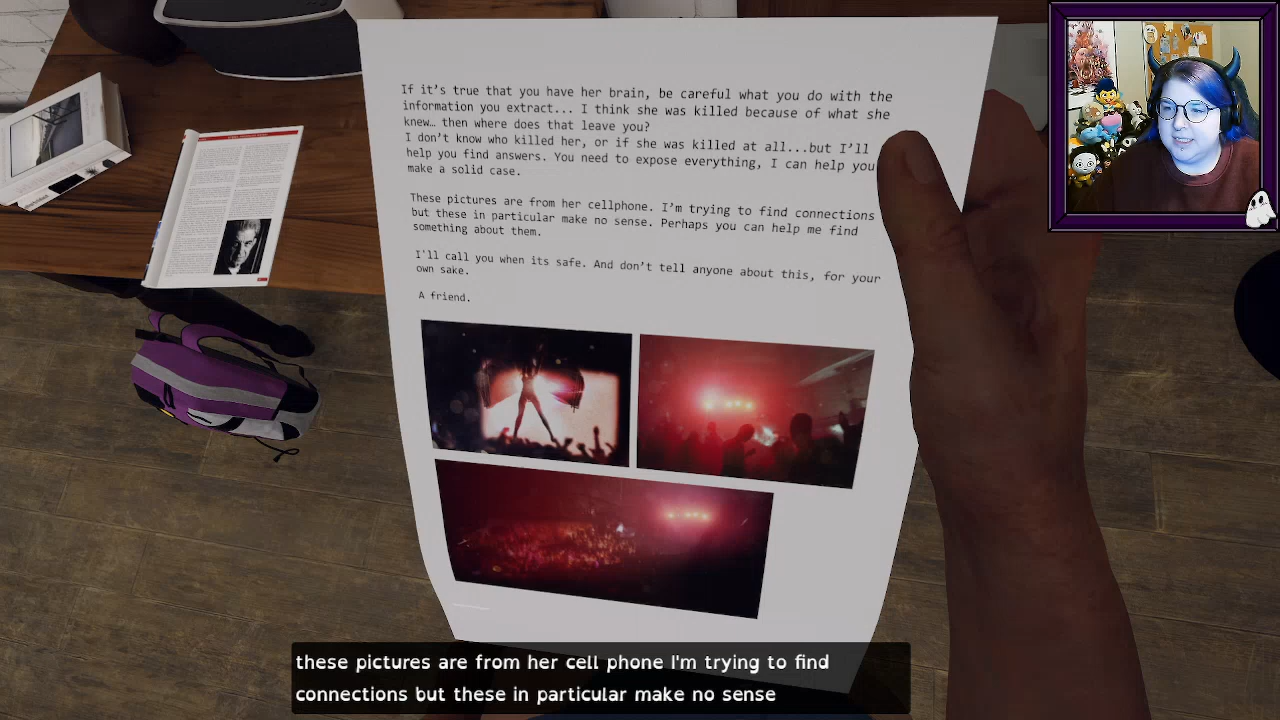 If it's true that you have her brain, be careful what you do with the
information you extract... I think she was killed because of what she
knew… then where does that leave you?
I don't know who killed her, or if she was killed at all...but I'll
help you find answers. You need to expose everything, I can help you
make a solid case.
These pictures are from her cellphone. I'm trying to find connections
but these in particular make no sense. Perhaps you can help me find
something about them.
I'll call you when its safe. And don't tell anyone about this, for your
own sake.
A friend.
these pictures are from her cell phone I'm trying to find
connections but these in particular make no sense